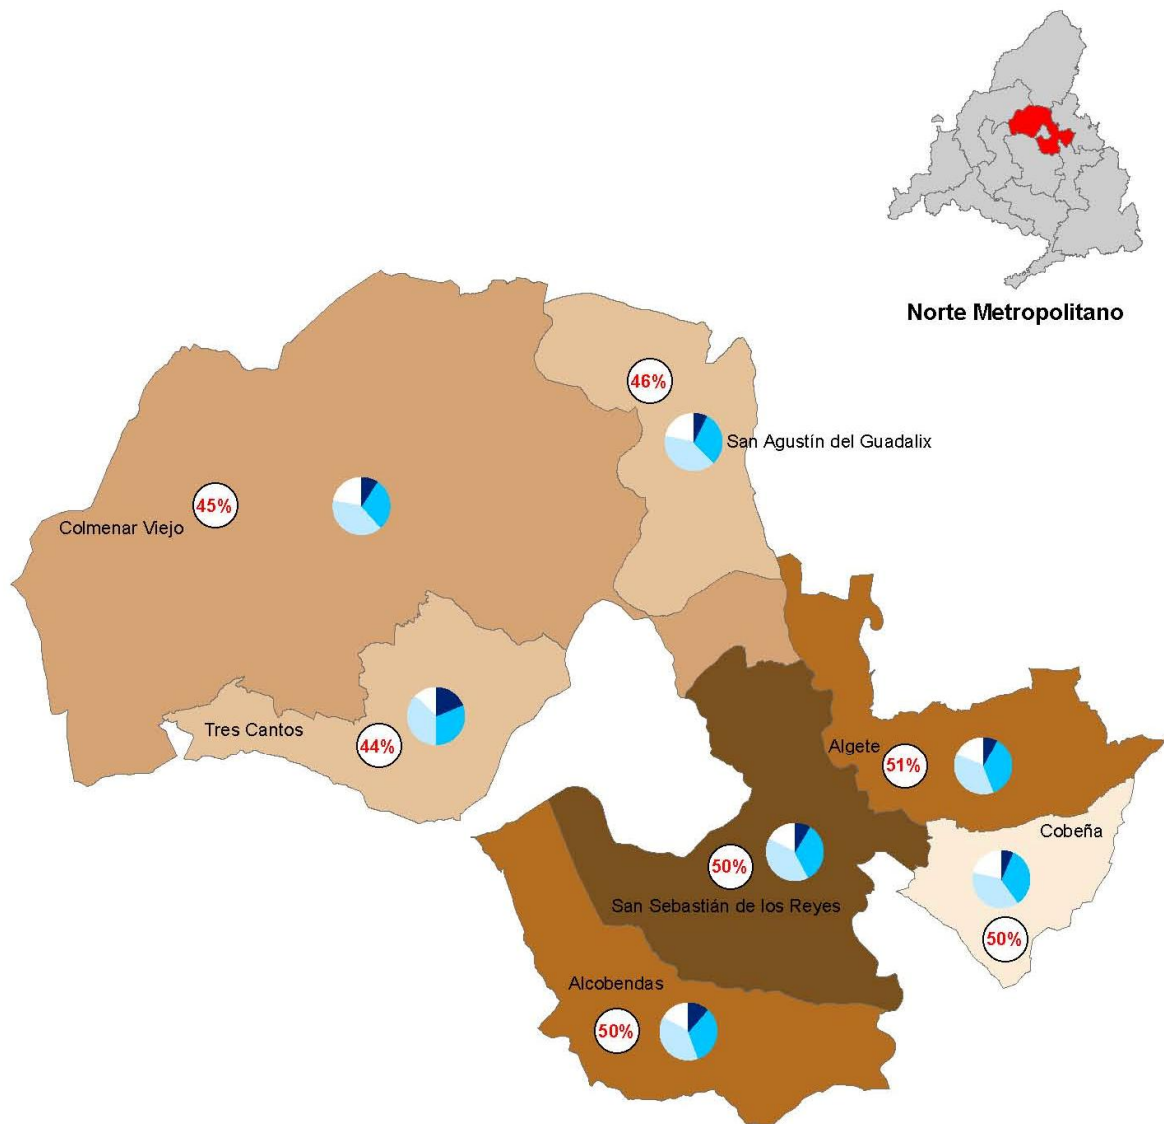 Norte Metropolitano
46%
San Agustín del Guadalix
45%
Colmenar Viejo
Tres Cantos
44%
Algete
51%
Cobeña
50%
San Sebastián de los Reyes
50%
Alcobendas
50%